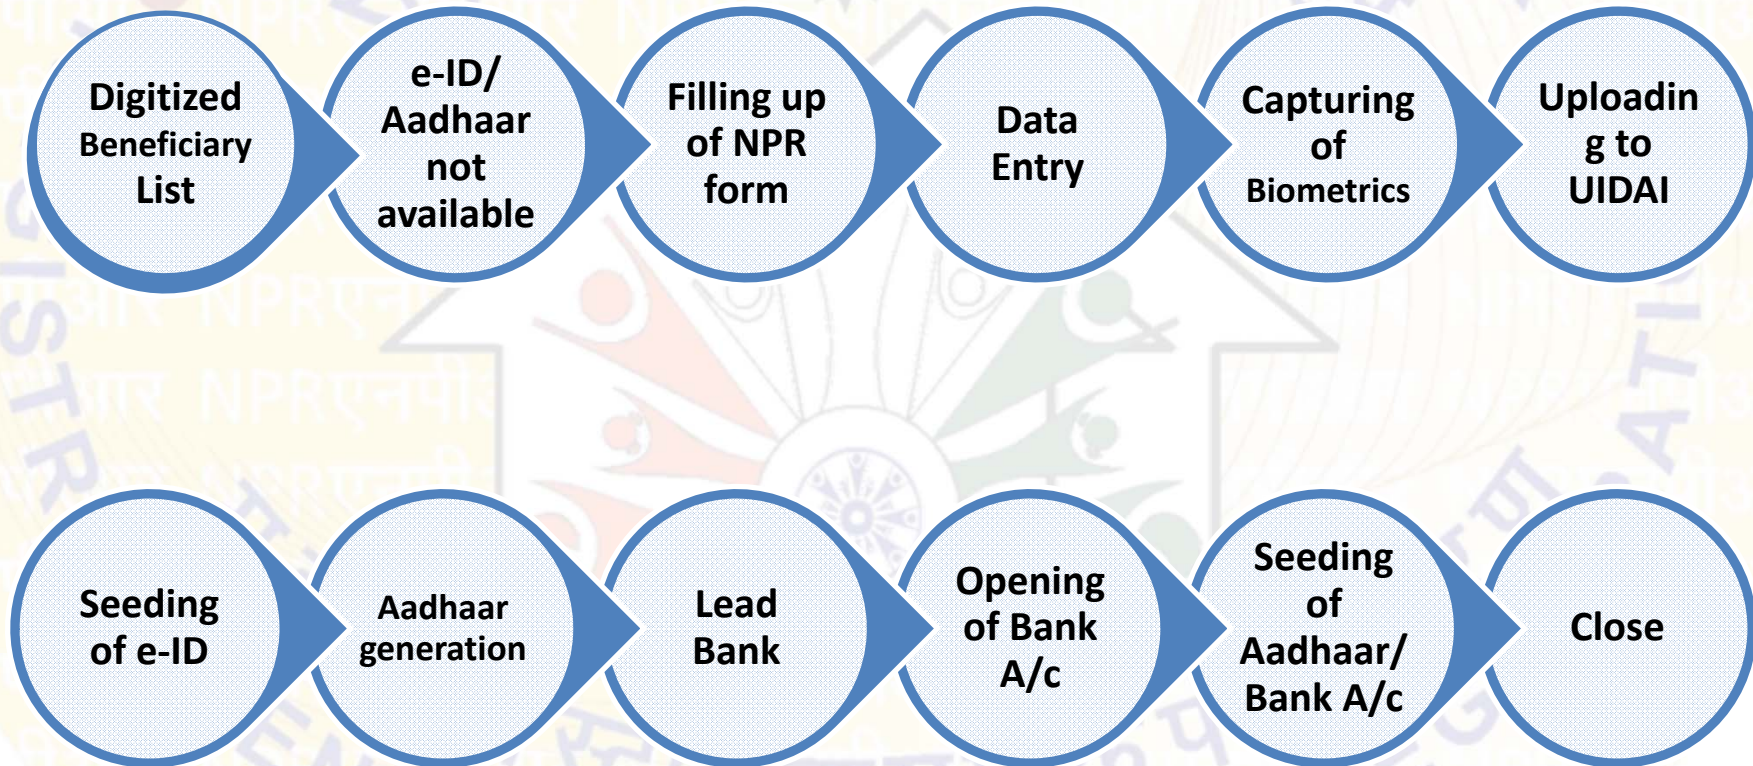 Digitized
Beneficiary
List
e-ID/
Aadhaar
not
available
Filling up
of NPR
form
Data
Entry
Capturing
of
Biometrics
Uploadin
g to
UIDAI
Seeding
of e-ID
Aadhaar
generation
Lead
Bank
Opening
of Bank
A/c
Seeding
of
Aadhaar/
Bank A/c
Close